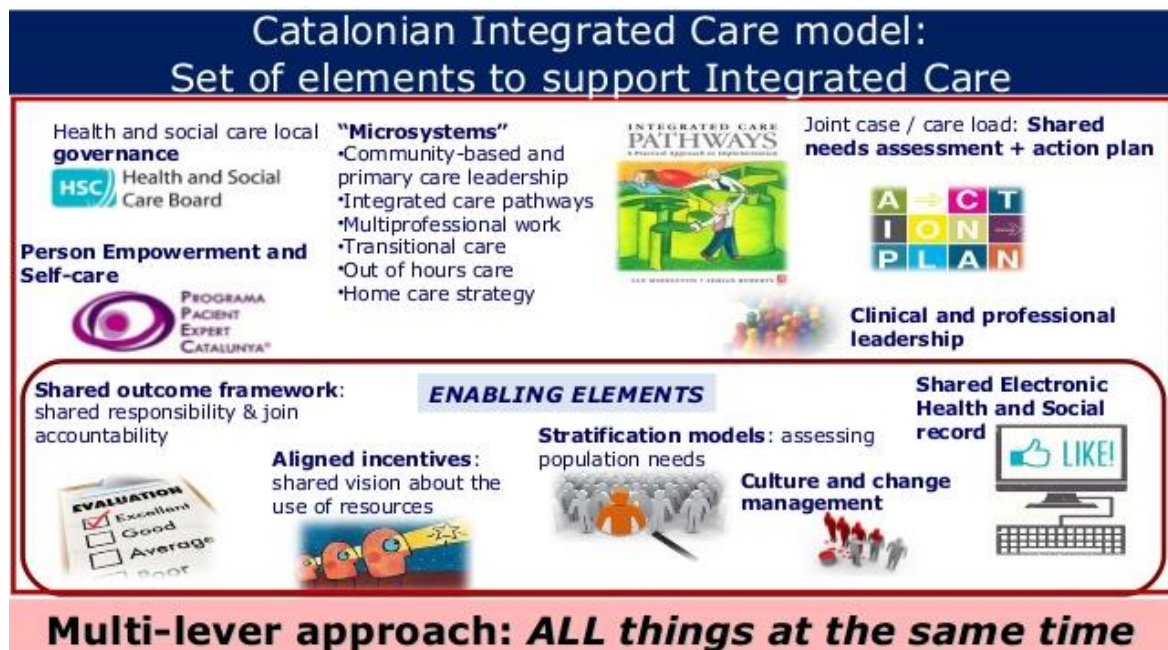 Catalonian Integrated Care model:
Set of elements to support Integrated Care
Health and social care local
governance
HSC Health and Social
Care Board
Person Empowerment and
Self-care
PROGRAMA
PACIENT
EXPERT
CATALUNYA®
“Microsystems”
•Community-based and
primary care leadership
•Integrated care pathways
•Multiprofessional work
•Transitional care
•Out of hours care
•Home care strategy
INTEGRATED CARE
PATHWAYS
A Practical Approach to Implementation
Joint case / care load: Shared
needs assessment + action plan
A → C T
I O N →
P L A N
Clinical and professional
leadership
Shared outcome framework:
shared responsibility & join
accountability
EVALUATION
Excellent
Good
Average
Poor
ENABLING ELEMENTS
Aligned incentives:
shared vision about the
use of resources
Stratification models: assessing
population needs
Culture and change
management
Shared Electronic
Health and Social
record
LIKE!
Multi-lever approach: ALL things at the same time